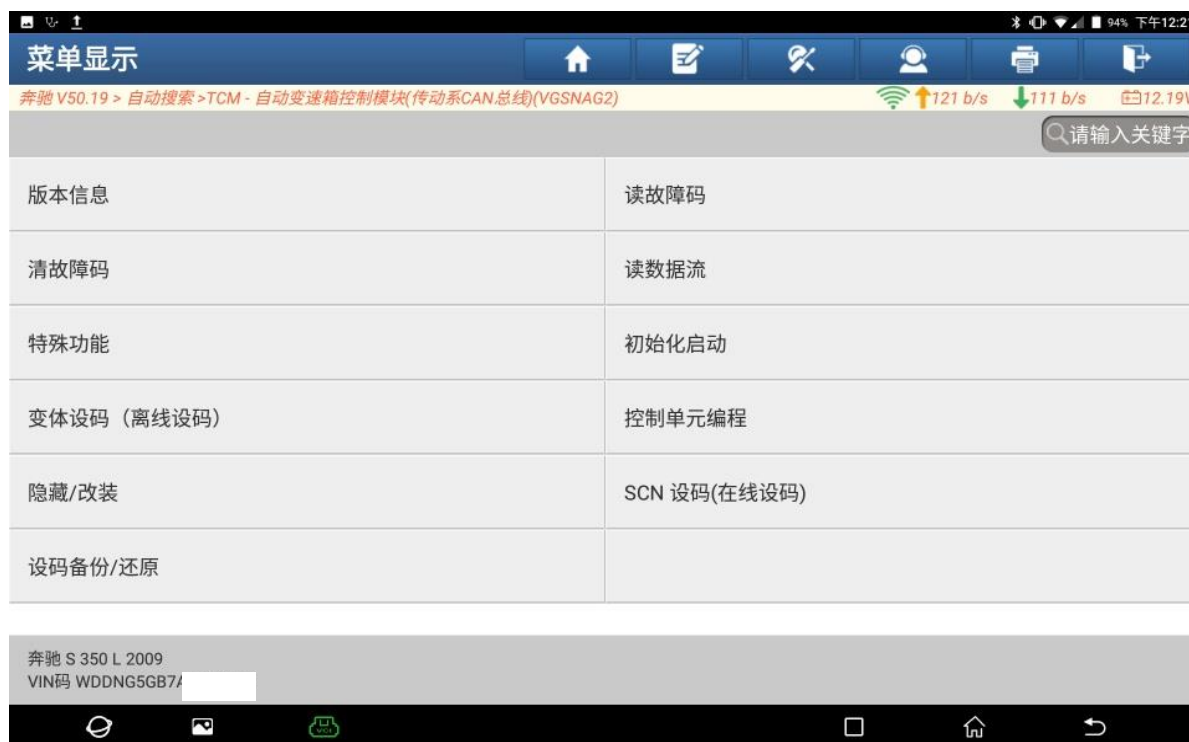 94% 下午12:21
菜单显示
奔驰 V50.19 > 自动搜索 >TCM - 自动变速箱控制模块(传动系CAN总线)(VGSNAG2)
121 b/s 111 b/s 12.19V
请输入关键字
版本信息 读故障码
清故障码 读数据流
特殊功能 初始化启动
变体设码（离线设码） 控制单元编程
隐藏/改装 SCN 设码(在线设码)
设码备份/还原
奔驰 S 350 L 2009
VIN码 WDDNG5GB7A
VCI